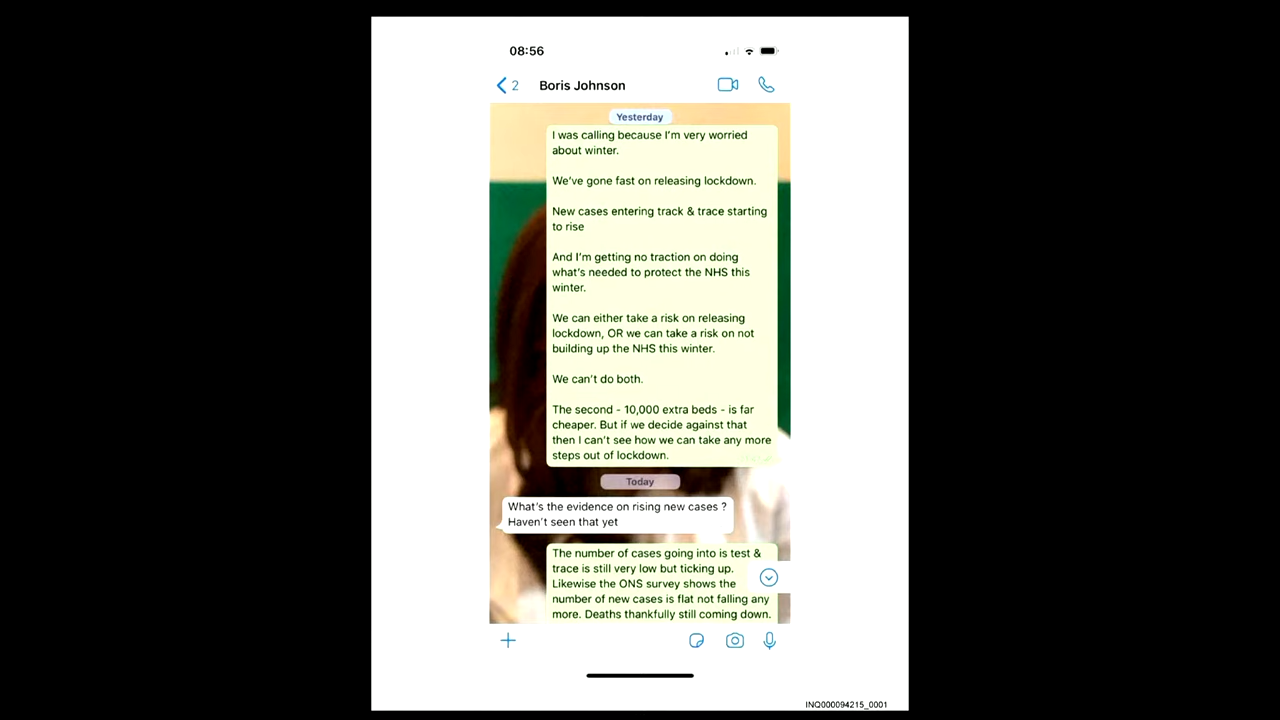 08:56
2 Boris Johnson
Yesterday
I was calling because I'm very worried
about winter.
We've gone fast on releasing lockdown.
New cases entering track & trace starting
to rise
And I'm getting no traction on doing
what's needed to protect the NHS this
winter.
We can either take a risk on releasing
lockdown, OR we can take a risk on not
building up the NHS this winter.
We can't do both.
The second - 10,000 extra beds - is far
cheaper. But if we decide against that
then I can't see how we can take any more
steps out of lockdown.
Today
What's the evidence on rising new cases ?
Haven't seen that yet
The number of cases going into is test &
trace is still very low but ticking up.
Likewise the ONS survey shows the
number of new cases is flat not falling any
more. Deaths thankfully still coming down.
INQ000094215_0001